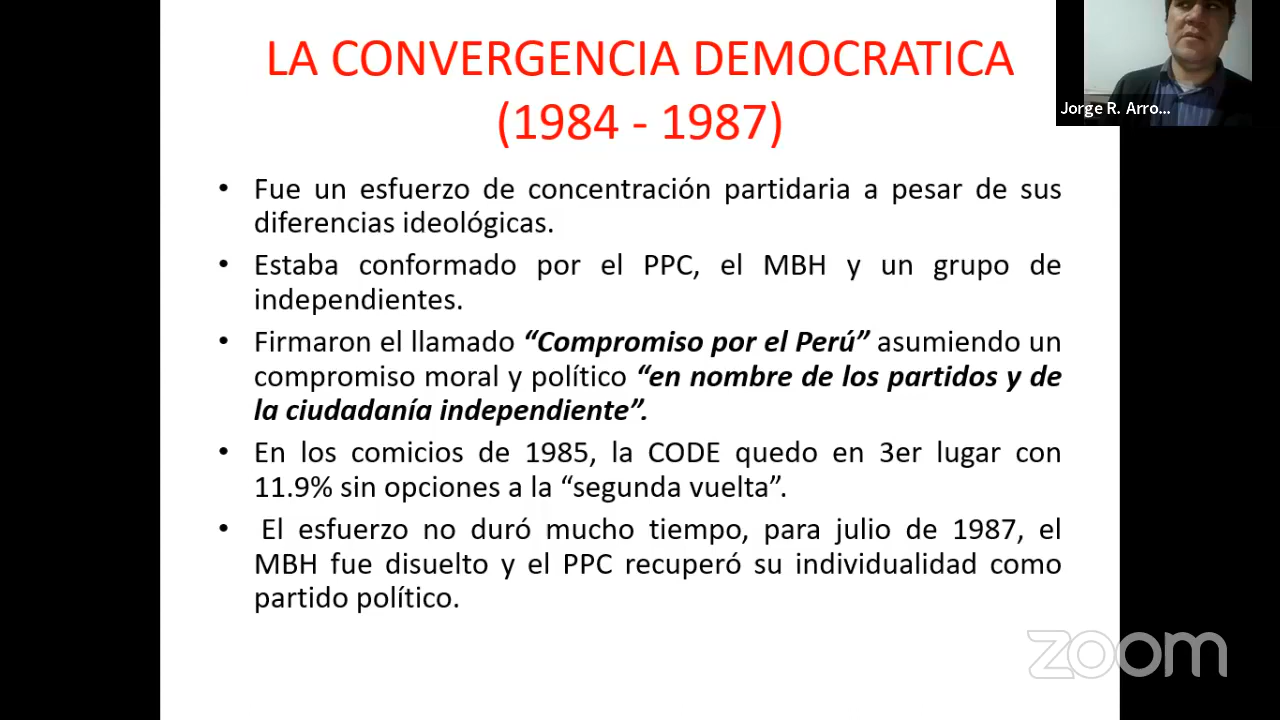 LA CONVERGENCIA DEMOCRATICA
(1984 - 1987)
Jorge R. Arro...
• Fue un esfuerzo de concentración partidaria a pesar de sus
diferencias ideológicas.
• Estaba conformado por el PPC, el MBH y un grupo de
independientes.
• Firmaron el llamado “Compromiso por el Perú” asumiendo un
compromiso moral y político “en nombre de los partidos y de
la ciudadanía independiente”.
• En los comicios de 1985, la CODE quedo en 3er lugar con
11.9% sin opciones a la “segunda vuelta”.
• El esfuerzo no duró mucho tiempo, para julio de 1987, el
MBH fue disuelto y el PPC recuperó su individualidad como
partido político.
zoom